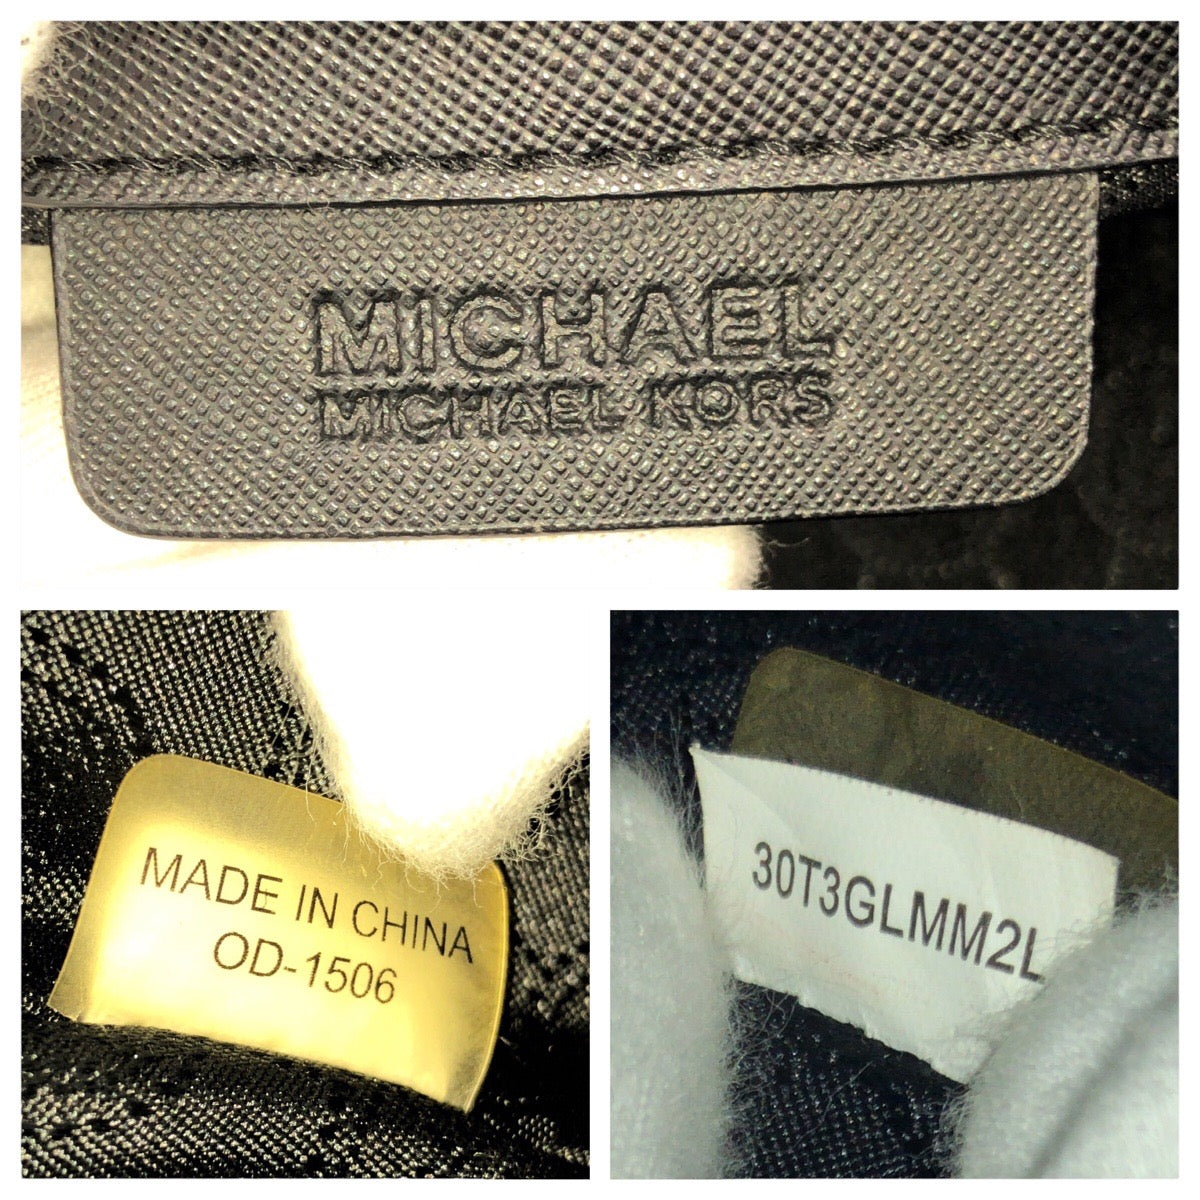 MICHAEL
MICHAEL KORS
MADE IN CHINA
OD-1506
30T3GLMM2L